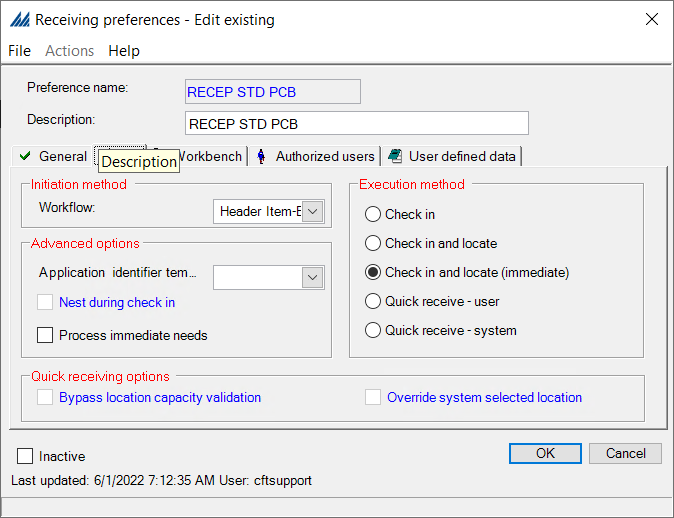 Receiving preferences - Edit existing
File Actions Help
Preference name: RECEP STD PCB
Description: RECEP STD PCB
General Workbench Authorized users User defined data
Description
Initiation method
Workflow: Header Item-E
Advanced options
Application identifier tem...
Nest during check in
Process immediate needs
Execution method
Check in
Check in and locate
Check in and locate (immediate)
Quick receive - user
Quick receive - system
Quick receiving options
Bypass location capacity validation Override system selected location
Inactive OK Cancel
Last updated: 6/1/2022 7:12:35 AM User: cftsupport